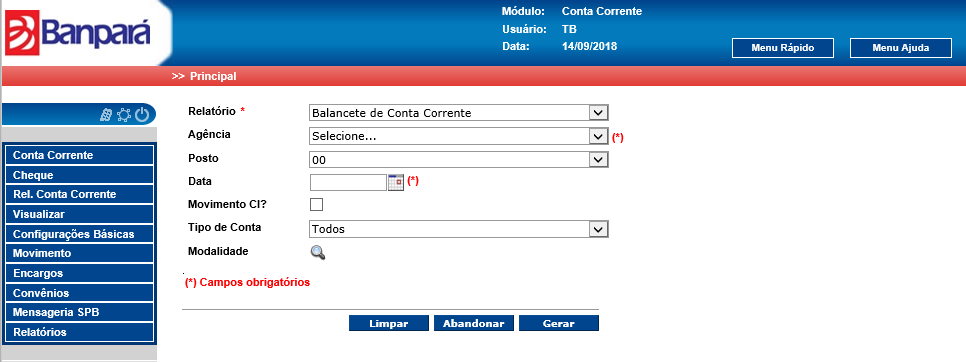 Banpará
Módulo: Conta Corrente
Usuário: TB
Data: 14/09/2018
Menu Rápido
Menu Ajuda
>> Principal
Conta Corrente
Cheque
Rel. Conta Corrente
Visualizar
Configurações Básicas
Movimento
Encargos
Convênios
Mensageria SPB
Relatórios
Relatório * Balancete de Conta Corrente
Agência Selecione... (*)
Posto 00
Data (*)
Movimento CI?
Tipo de Conta Todos
Modalidade
(*) Campos obrigatórios
Limpar Abandonar Gerar